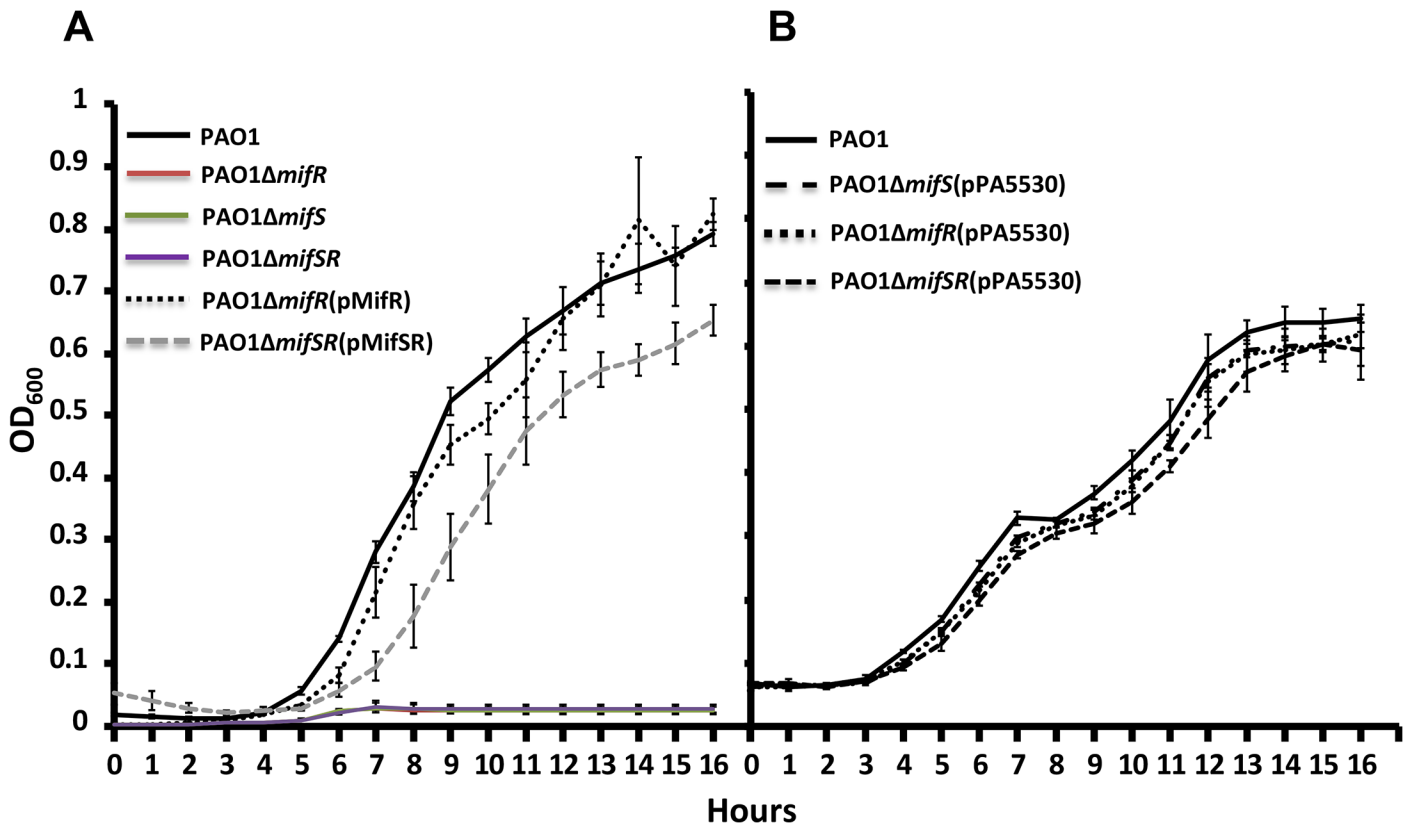 A
B
1
0.9
0.8
0.7
0.6
0.5
0.4
0.3
0.2
0.1
0
OD600
PAO1
PAO1ΔmifR
PAO1ΔmifS
PAO1ΔmifSR
PAO1ΔmifR(pMifR)
PAO1ΔmifSR(pMifSR)
PAO1
PAO1ΔmifS(pPA5530)
PAO1ΔmifR(pPA5530)
PAO1ΔmifSR(pPA5530)
0 1 2 3 4 5 6 7 8 9 10 11 12 13 14 15 16
0 1 2 3 4 5 6 7 8 9 10 11 12 13 14 15 16
Hours